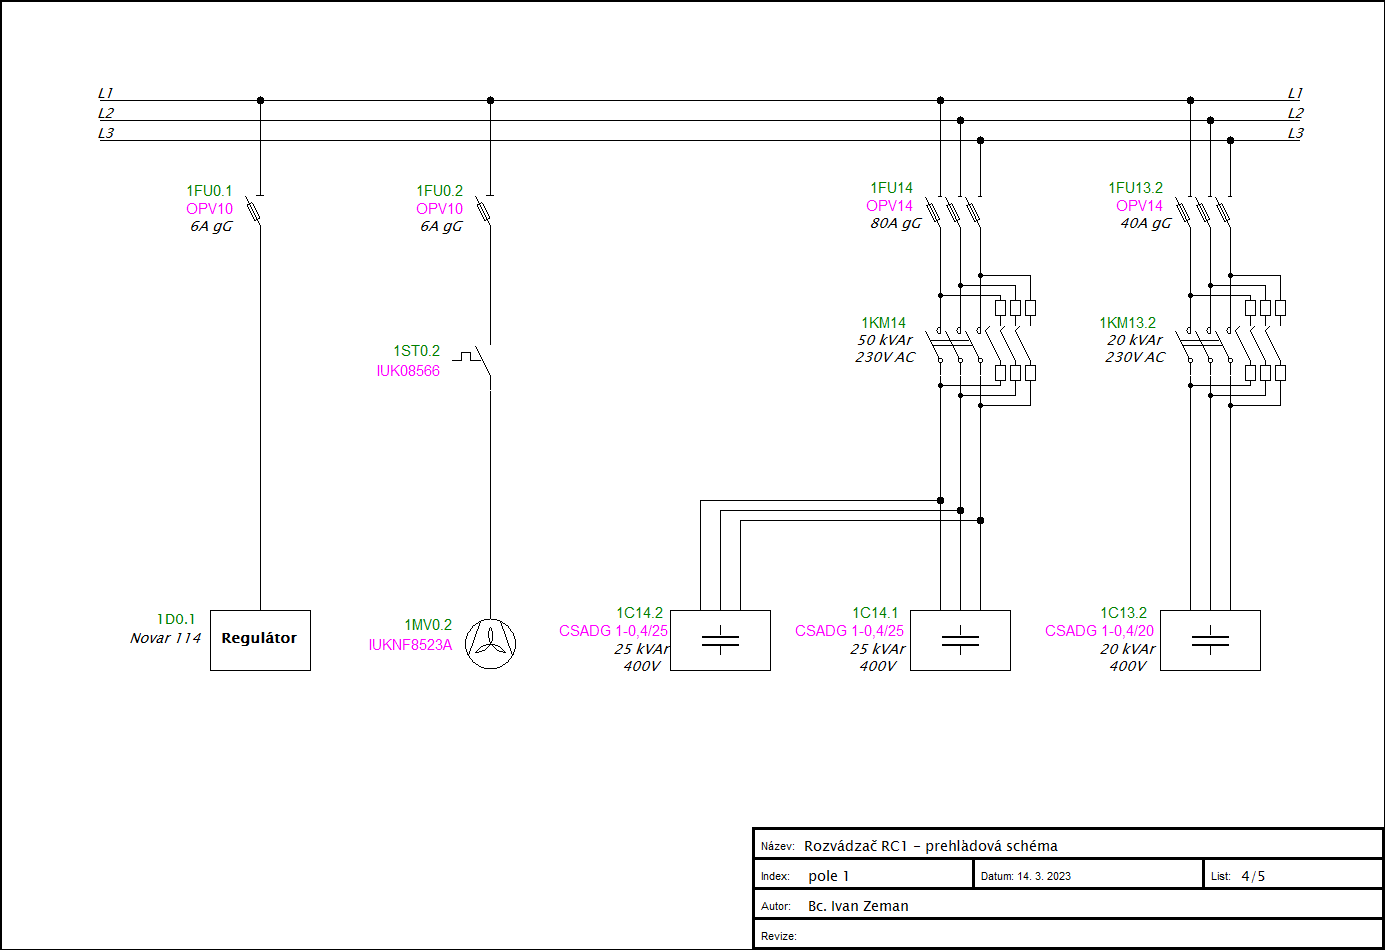 L1 L1
L2 L2
L3 L3
1FU0.1
OPV10
6A gG
1FU0.2
OPV10
6A gG
1FU14
OPV14
80A gG
1FU13.2
OPV14
40A gG
1KM14
50 kVAr
230V AC
1KM13.2
20 kVAr
230V AC
1ST0.2
IUK08566
1D0.1
Novar 114
Regulátor
1MV0.2
IUKNF8523A
1C14.2
CSADG 1-0,4/25
25 kVAr
400V
1C14.1
CSADG 1-0,4/25
25 kVAr
400V
1C13.2
CSADG 1-0,4/20
20 kVAr
400V
Název: Rozvádzač RC1 - prehľadová schéma
Index: pole 1 Datum: 14. 3. 2023 List: 4/5
Autor: Bc. Ivan Zeman
Revize: